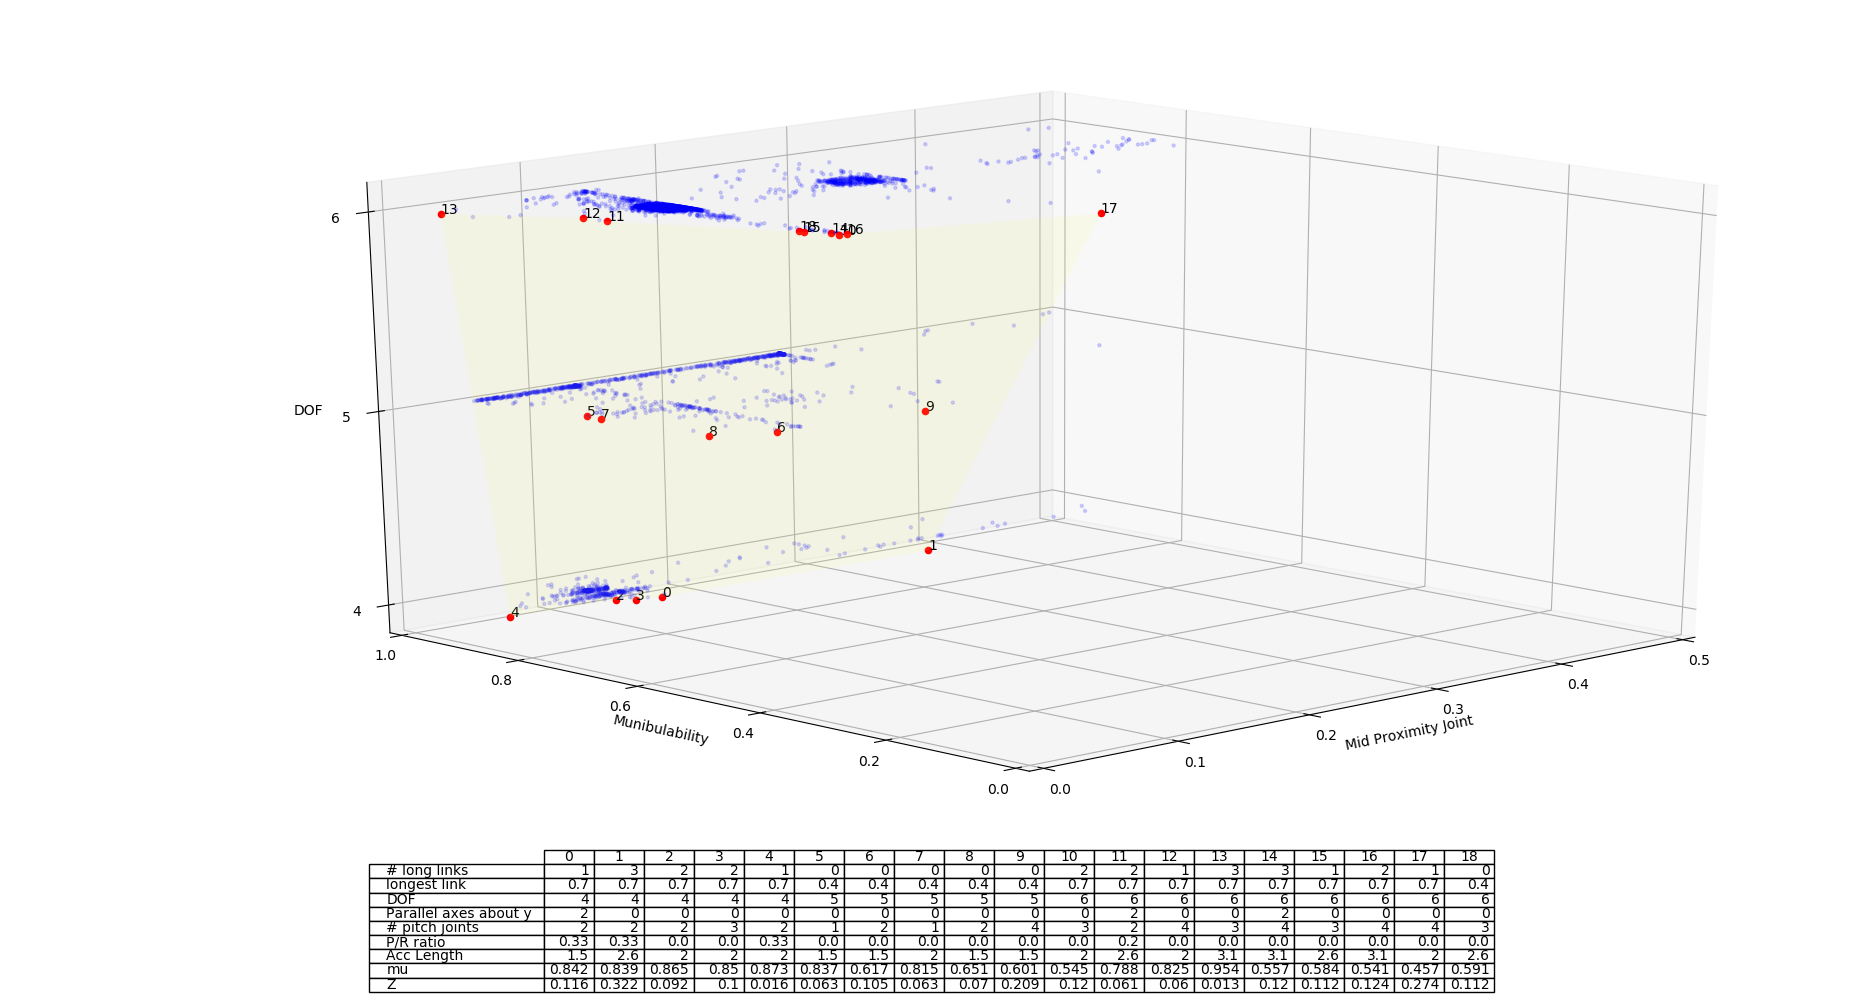 13
12
11
18
15
14
10
16
17
6
5
4
DOF
5
7
8
6
9
1
4
2
3
0
1.0
0.8
0.6
0.4
0.2
0.0
Munibulability
0.0
0.1
0.2
0.3
0.4
0.5
Mid Proximity Joint
0 1 2 3 4 5 6 7 8 9 10 11 12 13 14 15 16 17 18
# long links 1 3 2 2 1 0 0 0 0 0 2 2 1 3 3 1 2 1 0
longest link 0.7 0.7 0.7 0.7 0.7 0.4 0.4 0.4 0.4 0.4 0.7 0.7 0.7 0.7 0.7 0.7 0.7 0.7 0.4
DOF 4 4 4 4 4 5 5 5 5 5 6 6 6 6 6 6 6 6 6
Parallel axes about y 2 0 0 0 0 0 0 0 0 0 0 2 0 0 2 0 0 0 0
# pitch joints 2 2 2 3 2 1 2 1 2 4 3 2 4 3 4 3 4 4 3
P/R ratio 0.33 0.33 0.0 0.0 0.33 0.0 0.0 0.0 0.0 0.0 0.0 0.2 0.0 0.0 0.0 0.0 0.0 0.0 0.0
Acc Length 1.5 2.6 2 2 2 1.5 1.5 2 1.5 1.5 2 2.6 2 3.1 3.1 2.6 3.1 2 2.6
mu 0.842 0.839 0.865 0.85 0.873 0.837 0.617 0.815 0.651 0.601 0.545 0.788 0.825 0.954 0.557 0.584 0.541 0.457 0.591
Z 0.116 0.322 0.092 0.1 0.016 0.063 0.105 0.063 0.07 0.209 0.12 0.061 0.06 0.013 0.12 0.112 0.124 0.274 0.112